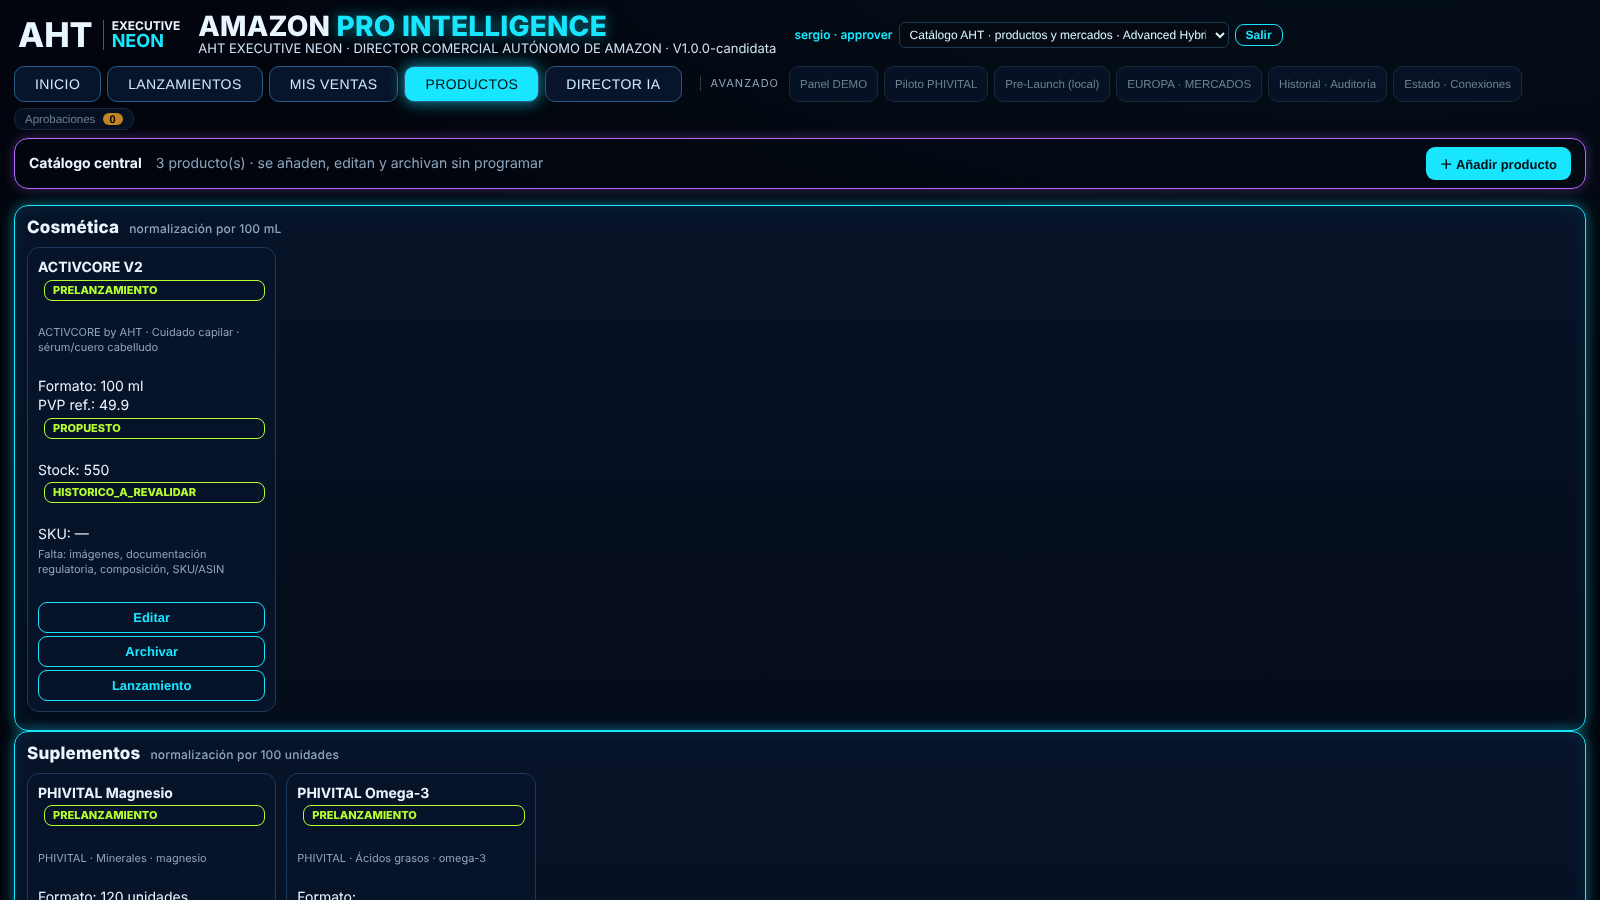 AHT EXECUTIVE NEON
AMAZON PRO INTELLIGENCE
AHT EXECUTIVE NEON · DIRECTOR COMERCIAL AUTÓNOMO DE AMAZON · V1.0.0-candidata
sergio · approver
Catálogo AHT · productos y mercados · Advanced Hybri
Salir
INICIO
LANZAMIENTOS
MIS VENTAS
PRODUCTOS
DIRECTOR IA
AVANZADO
Panel DEMO
Piloto PHIVITAL
Pre-Launch (local)
EUROPA · MERCADOS
Historial · Auditoría
Estado · Conexiones
Aprobaciones 0
Catálogo central 3 producto(s) · se añaden, editan y archivan sin programar
+ Añadir producto
Cosmética normalización por 100 mL
ACTIVCORE V2
PRELANZAMIENTO
ACTIVCORE by AHT · Cuidado capilar ·
sérum/cuero cabelludo
Formato: 100 ml
PVP ref.: 49.9
PROPUESTO
Stock: 550
HISTORICO_A_REVALIDAR
SKU: —
Falta: imágenes, documentación
regulatoria, composición, SKU/ASIN
Editar
Archivar
Lanzamiento
Suplementos normalización por 100 unidades
PHIVITAL Magnesio
PRELANZAMIENTO
PHIVITAL · Minerales · magnesio
Formato: 120 unidades
PHIVITAL Omega-3
PRELANZAMIENTO
PHIVITAL · Ácidos grasos · omega-3
Formato: